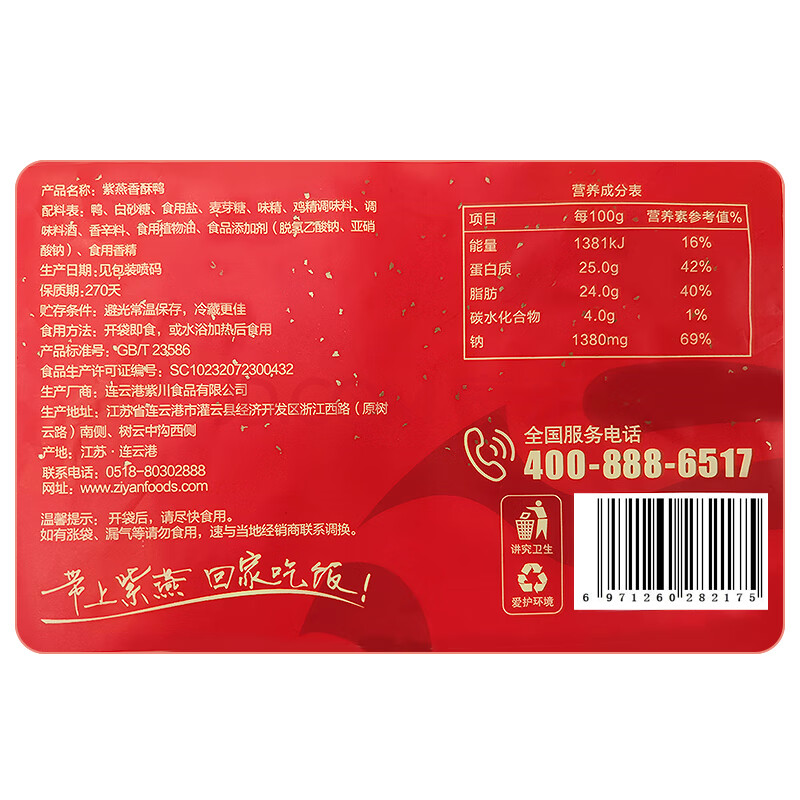 产品名称：紫燕香酥鸭
配料表：鸭、白砂糖、食用盐、麦芽糖、味精、鸡精调味料、调
味料酒、香辛料、食用植物油、食品添加剂（脱氢乙酸钠、亚硝
酸钠）、食用香精
生产日期：见包装喷码
保质期：270天
贮存条件：避光常温保存，冷藏更佳
食用方法：开袋即食，或水浴加热后食用
产品标准号：GB/T 23586
食品生产许可证编号：SC10232072300432
生产厂商：连云港紫川食品有限公司
生产地址：江苏省连云港市灌云县经济开发区浙江西路（原树
云路）南侧、树云中沟西侧
产地：江苏·连云港
联系电话：0518-80302888
网址：www.ziyanfoods.com
温馨提示：开袋后，请尽快食用。
如有涨袋、漏气等请勿食用，速与当地经销商联系调换。
带上紫燕 回家吃饭！
营养成分表
项目 每100g 营养素参考值%
能量 1381kJ 16%
蛋白质 25.0g 42%
脂肪 24.0g 40%
碳水化合物 4.0g 1%
钠 1380mg 69%
全国服务电话
400-888-6517
讲究卫生
爱护环境
6 971260 282175